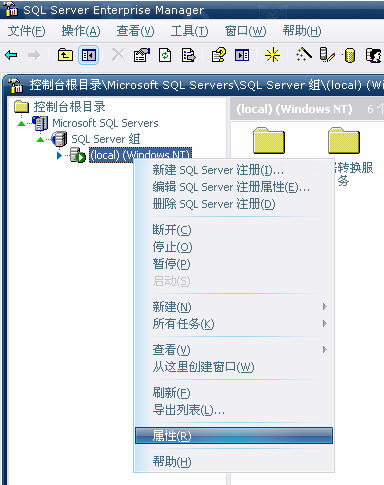 SQL Server Enterprise Manager
文件(F) 操作(A) 查看(V) 工具(T) 窗口(W) 帮助(H)
控制台根目录\Microsoft SQL Servers\SQL Server 组\(local) (Wi
控制台根目录
Microsoft SQL Servers
SQL Server 组
(local) (Windows NT)
(local) (Windows NT) 6 个
转换服
务
新建 SQL Server 注册(I)...
编辑 SQL Server 注册属性(E)...
删除 SQL Server 注册(D)
断开(C)
停止(O)
暂停(P)
启动(S)
新建(N)
所有任务(K)
查看(V)
从这里创建窗口(W)
刷新(F)
导出列表(L)...
属性(R)
帮助(H)